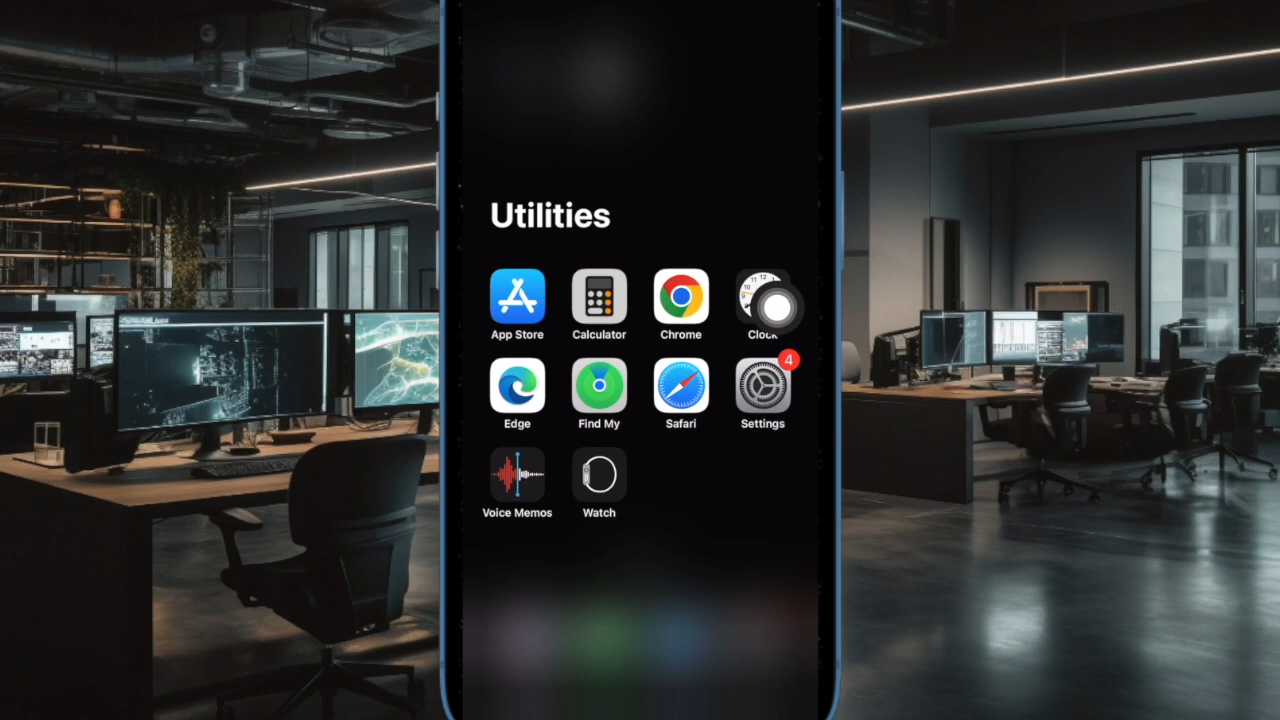 Utilities
App Store
Calculator
Chrome
Clock
4
Edge
Find My
Safari
Settings
Voice Memos
Watch